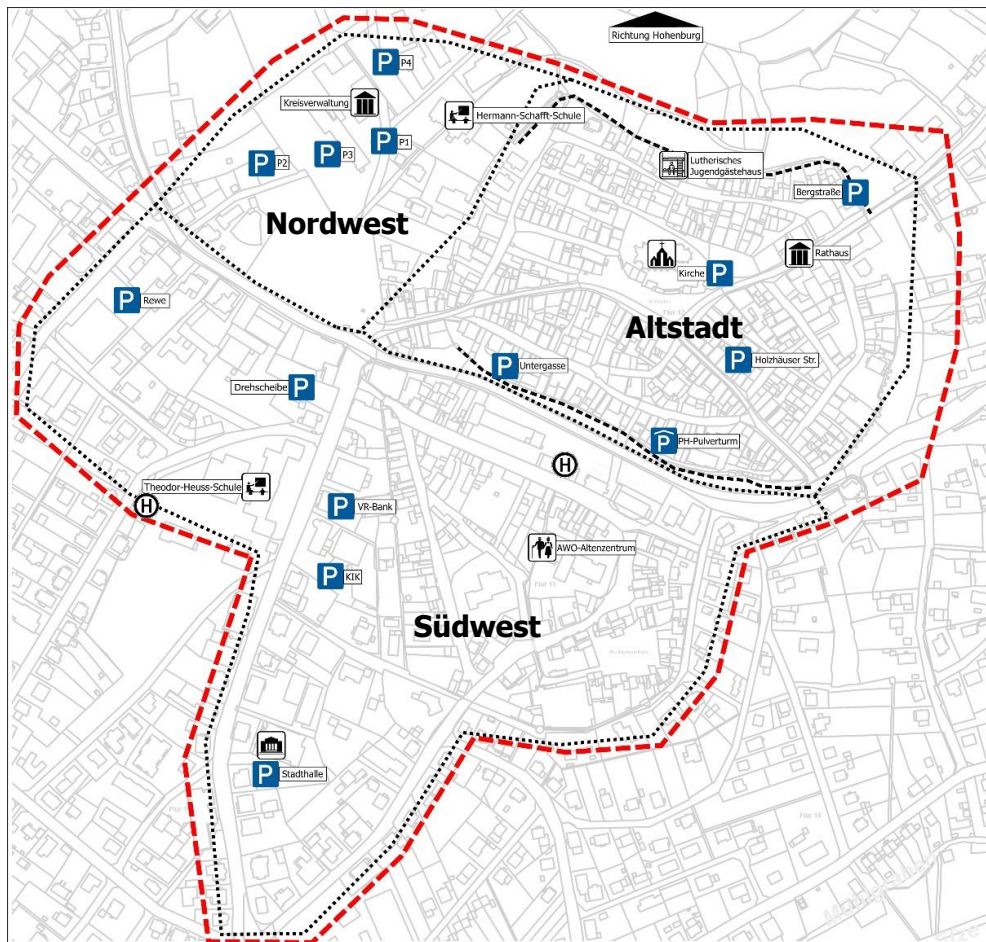 Richtung Hohenburg
P
P4
Kreisverwaltung
Hermann-Schafft-Schule
P
P1
P
P3
P
P2
Lutherisches
Jugendgästehaus
Bergstraße
P
Nordwest
Kirche
P
Rathaus
P
Rewe
Altstadt
P
Untergasse
P
Holzhäuser Str.
Drehscheibe
P
P
PH-Pulverturm
H
Theodor-Heuss-Schule
H
P
VR-Bank
AWO-Altenzentrum
P
KIK
Südwest
P
Stadthalle